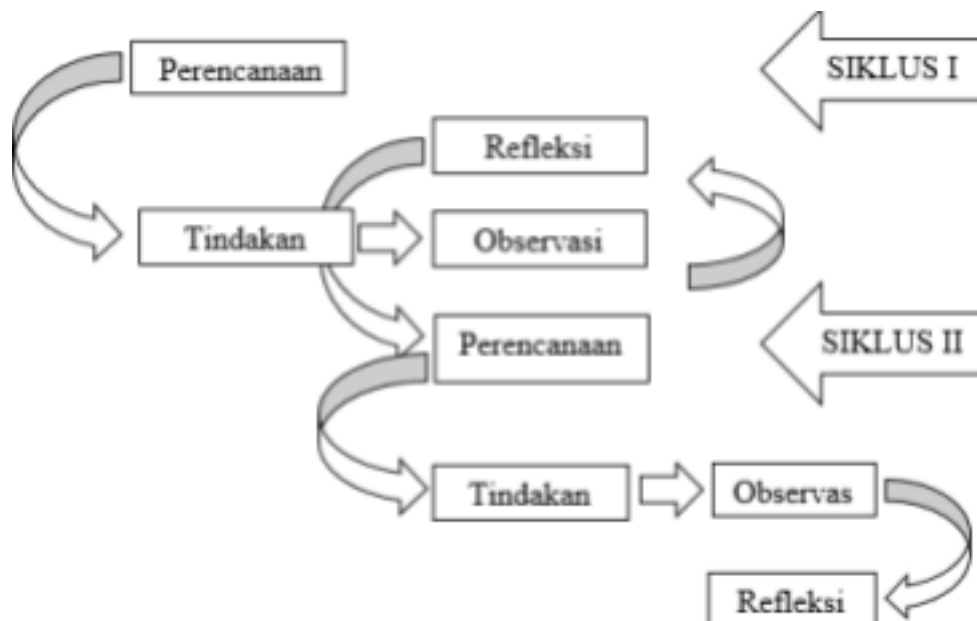 Perencanaan
SIKLUS I
Refleksi
Tindakan
Observasi
Perencanaan
SIKLUS II
Tindakan
Observas
Refleksi